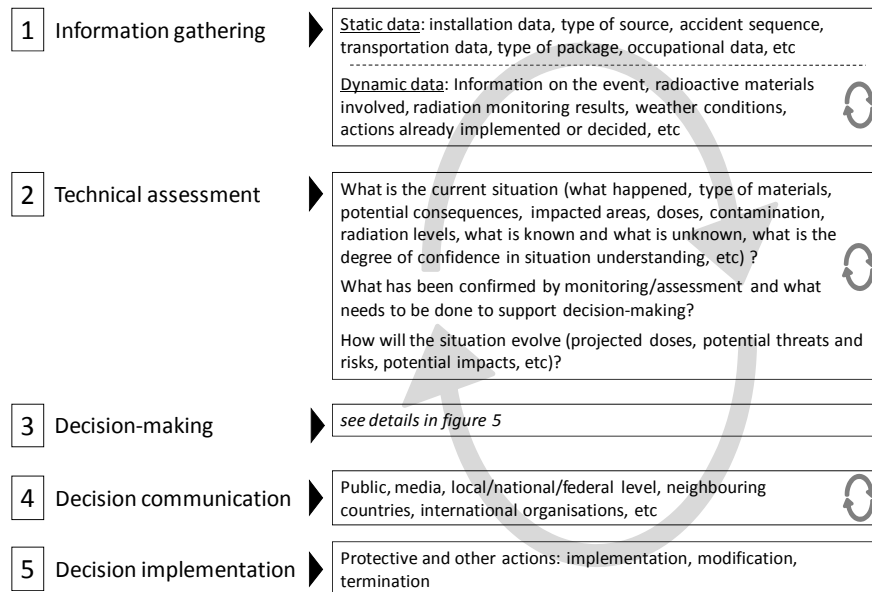 1 Information gathering
Static data: installation data, type of source, accident sequence,
transportation data, type of package, occupational data, etc
Dynamic data: Information on the event, radioactive materials
involved, radiation monitoring results, weather conditions,
actions already implemented or decided, etc
2 Technical assessment
What is the current situation (what happened, type of materials,
potential consequences, impacted areas, doses, contamination,
radiation levels, what is known and what is unknown, what is the
degree of confidence in situation understanding, etc) ?
What has been confirmed by monitoring/assessment and what
needs to be done to support decision-making?
How will the situation evolve (projected doses, potential threats and
risks, potential impacts, etc)?
3 Decision-making
see details in figure 5
4 Decision communication
Public, media, local/national/federal level, neighbouring
countries, international organisations, etc
5 Decision implementation
Protective and other actions: implementation, modification,
termination